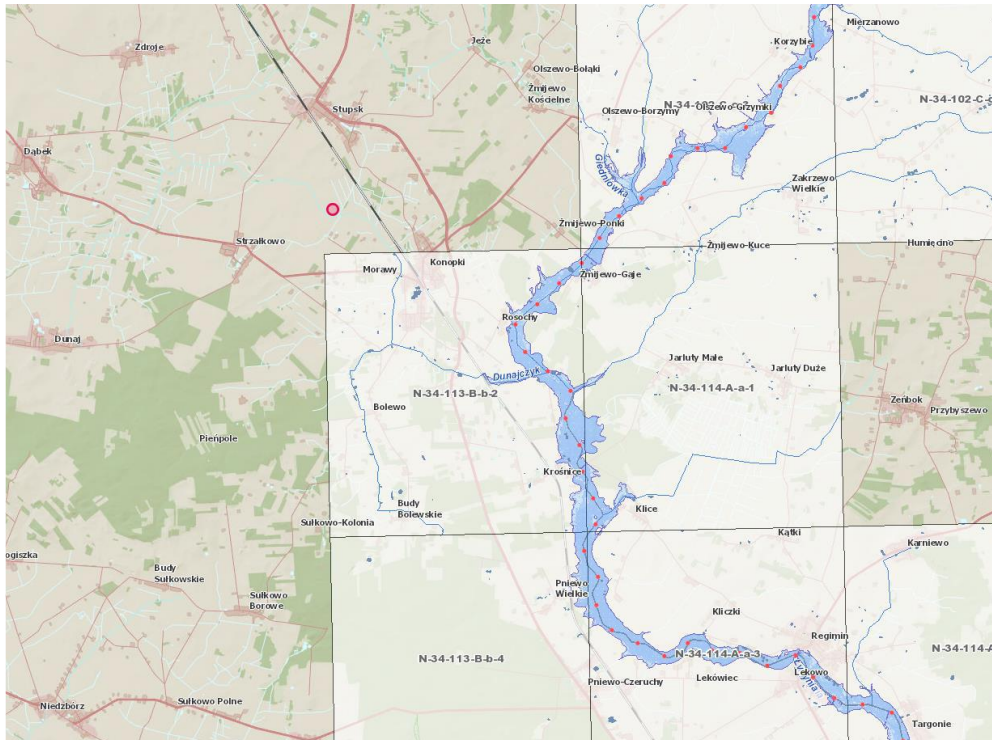 Mierzanowo
Zdroje
Jeże
Korzybie
Olszewo-Bołąki
Żmijewo
Kościelne
N-34-102-C-c-
Olszewo-Grzymki
Olszewo-Borzymy
Stupsk
Dąbek
Giedniówka
Zakrzewo
Wielkie
Żmijewo-Ponki
Strzałkowo
Żmijewo-Kuce
Humięcino
Konopki
Morawy
Żmijewo-Gaje
Rosochy
Dunaj
Jarluty Małe
Jarluty Duże
Dunajczyk
N-34-113-B-b-2
N-34-114-A-a-1
Bolewo
Żeńbok
Przybyszewo
Pieńpole
Krośnice
Budy
Bolewskie
Klice
Sułkowo-Kolonia
Kątki
Karniewo
ogiszka
Budy
Sułkowskie
Pniewo
Wielkie
Sułkowo
Borowe
Kliczki
Regimin
N-34-113-B-b-4
N-34-114-A-a-3
N-34-114-A
Lekowo
Łydynia
Pniewo-Czeruchy
Lekówiec
Sułkowo Polne
Niedzbórz
Targonie